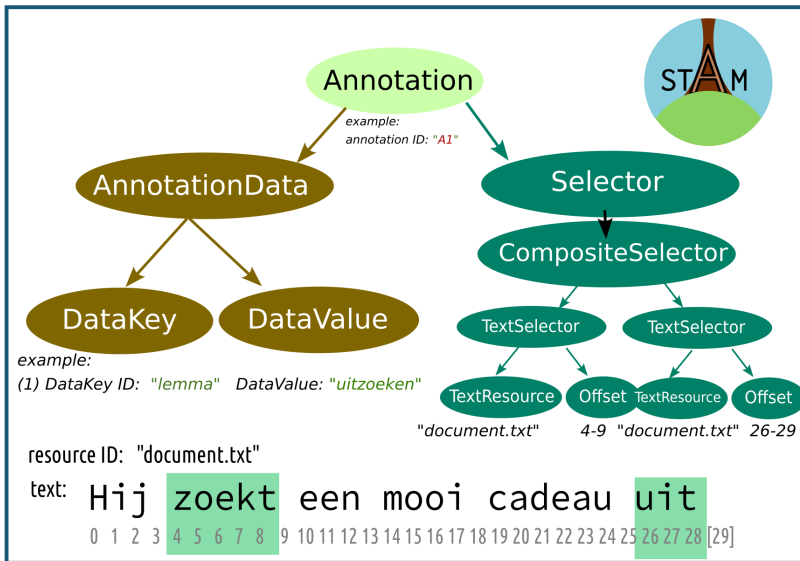 Annotation
STAM
example:
annotation ID: "A1"
AnnotationData
Selector
CompositeSelector
DataKey
DataValue
TextSelector
TextSelector
example:
(1) DataKey ID: "lemma" DataValue: "uitzoeken"
TextResource
Offset
TextResource
Offset
"document.txt" 4-9 "document.txt" 26-29
resource ID: "document.txt"
text: Hij zoekt een mooi cadeau uit
0 1 2 3 4 5 6 7 8 9 10 11 12 13 14 15 16 17 18 19 20 21 22 23 24 25 26 27 28 [29]